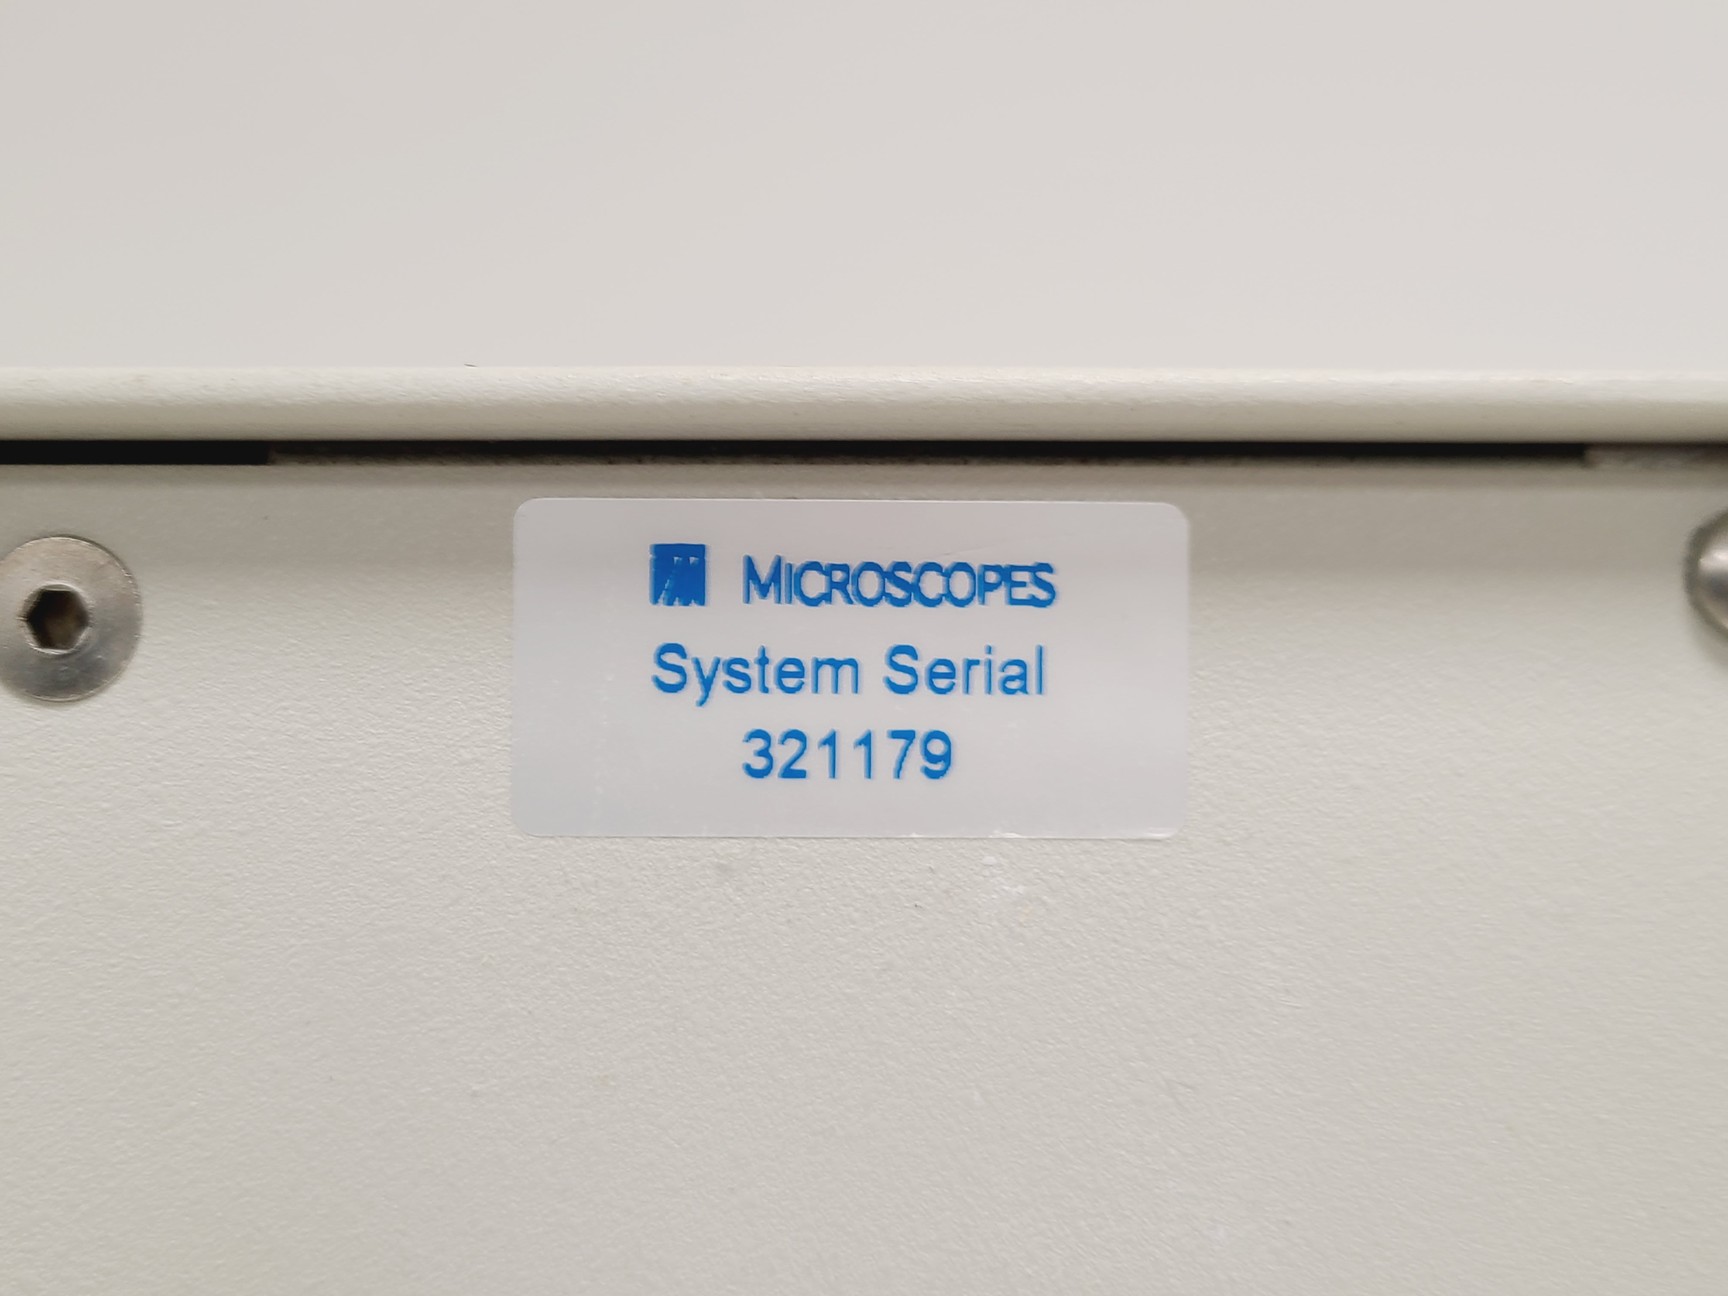 MICROSCOPES
System Serial
321179